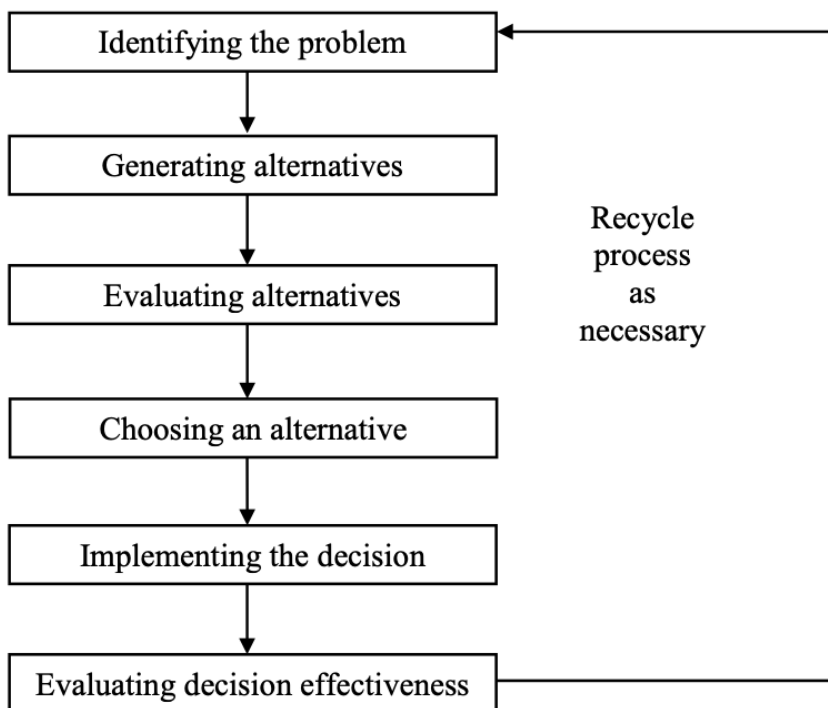 Identifying the problem
Generating alternatives
Evaluating alternatives
Choosing an alternative
Implementing the decision
Evaluating decision effectiveness
Recycle
process
as
necessary